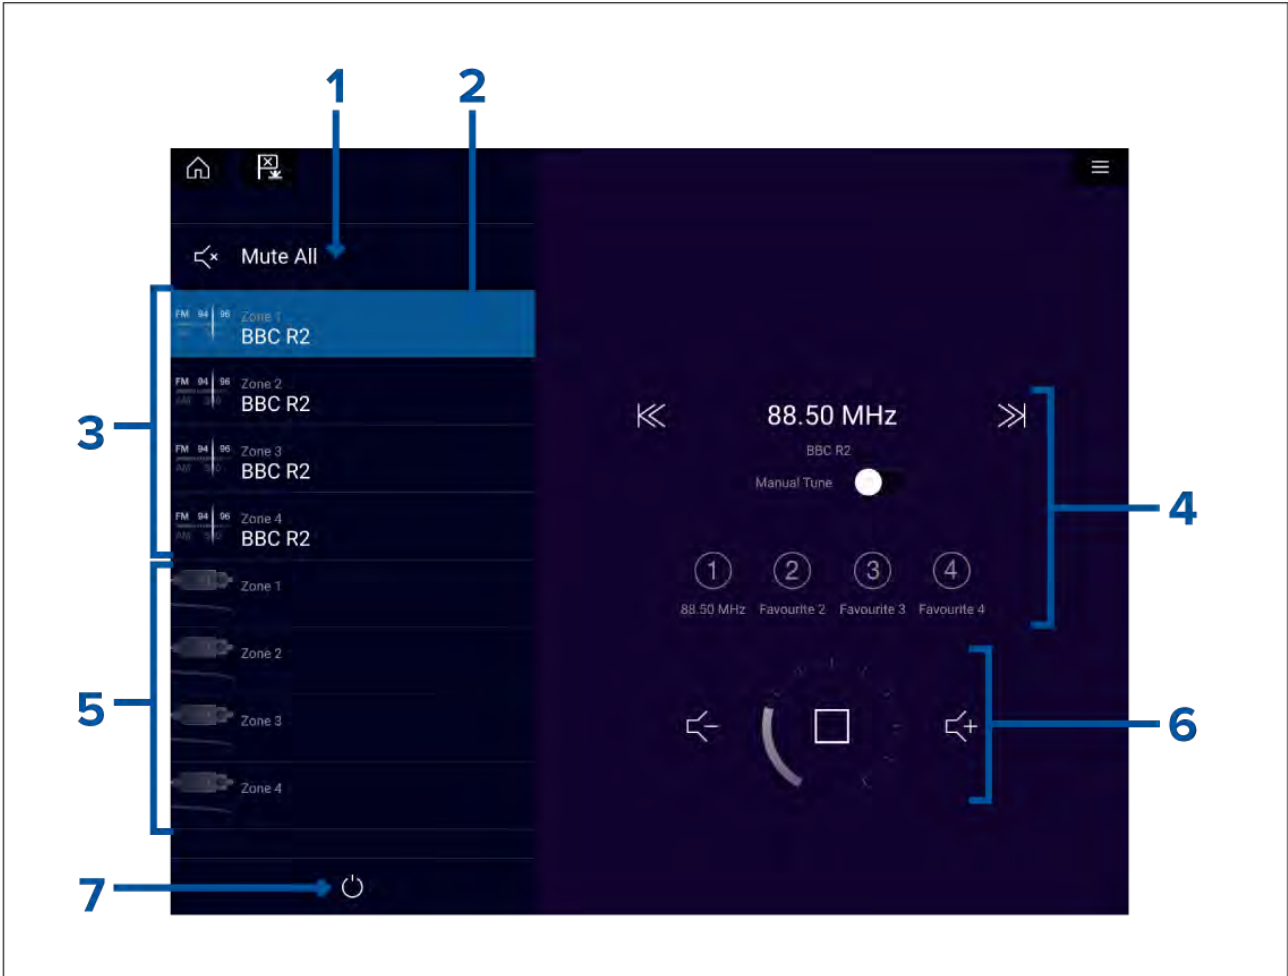 1 2
Mute All
FM 94 96 Zone 1
BBC R2
FM 94 96 Zone 2
BBC R2
FM 94 96 Zone 3
BBC R2
FM 94 96 Zone 4
BBC R2
Zone 1
Zone 2
Zone 3
Zone 4
3
5
7
88.50 MHz
BBC R2
Manual Tune
1 2 3 4
88.50 MHz Favourite 2 Favourite 3 Favourite 4
4
6